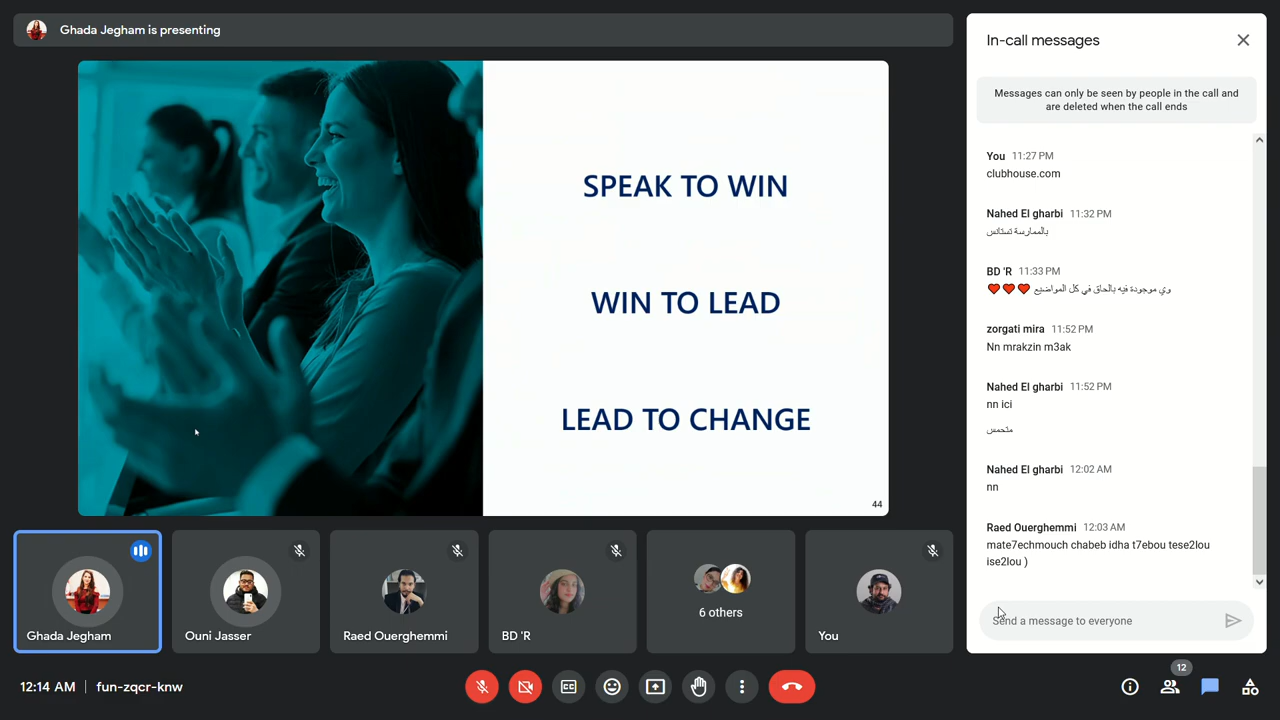 Ghada Jegham is presenting
SPEAK TO WIN
WIN TO LEAD
LEAD TO CHANGE
44
Ghada Jegham
Ouni Jasser
Raed Ouerghemmi
BD 'R
6 others
You
12:14 AM | fun-zqcr-knw
12
In-call messages
Messages can only be seen by people in the call and
are deleted when the call ends
You 11:27 PM
clubhouse.com
Nahed El gharbi 11:32 PM
بالممارسة تستانس
BD 'R 11:33 PM
وي موجودة فيه بالحاق في كل المواضيع ❤️❤️❤️
zorgati mira 11:52 PM
Nn mrakzin m3ak
Nahed El gharbi 11:52 PM
nn ici
متحمس
Nahed El gharbi 12:02 AM
nn
Raed Ouerghemmi 12:03 AM
mate7echmouch chabeb idha t7ebou tese2lou
ise2lou )
Send a message to everyone